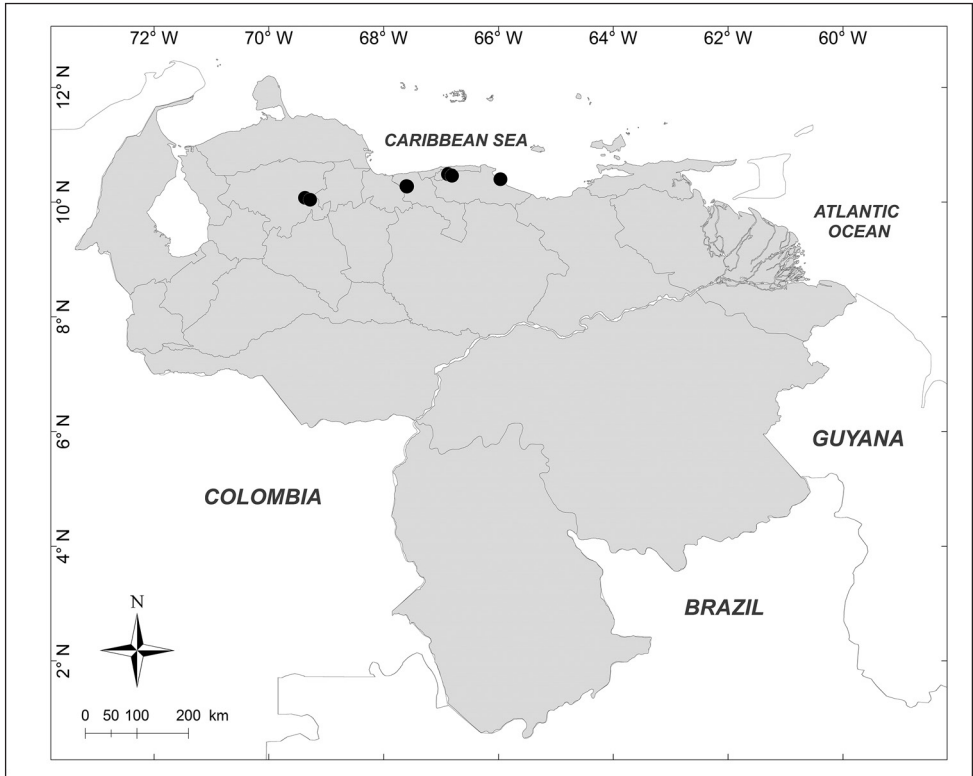 72° W 70° W 68° W 66° W 64° W 62° W 60° W
12° N
CARIBBEAN SEA
10° N
ATLANTIC
OCEAN
8° N
6° N
GUYANA
COLOMBIA
4° N
BRAZIL
N
2° N
0 50 100 200 km